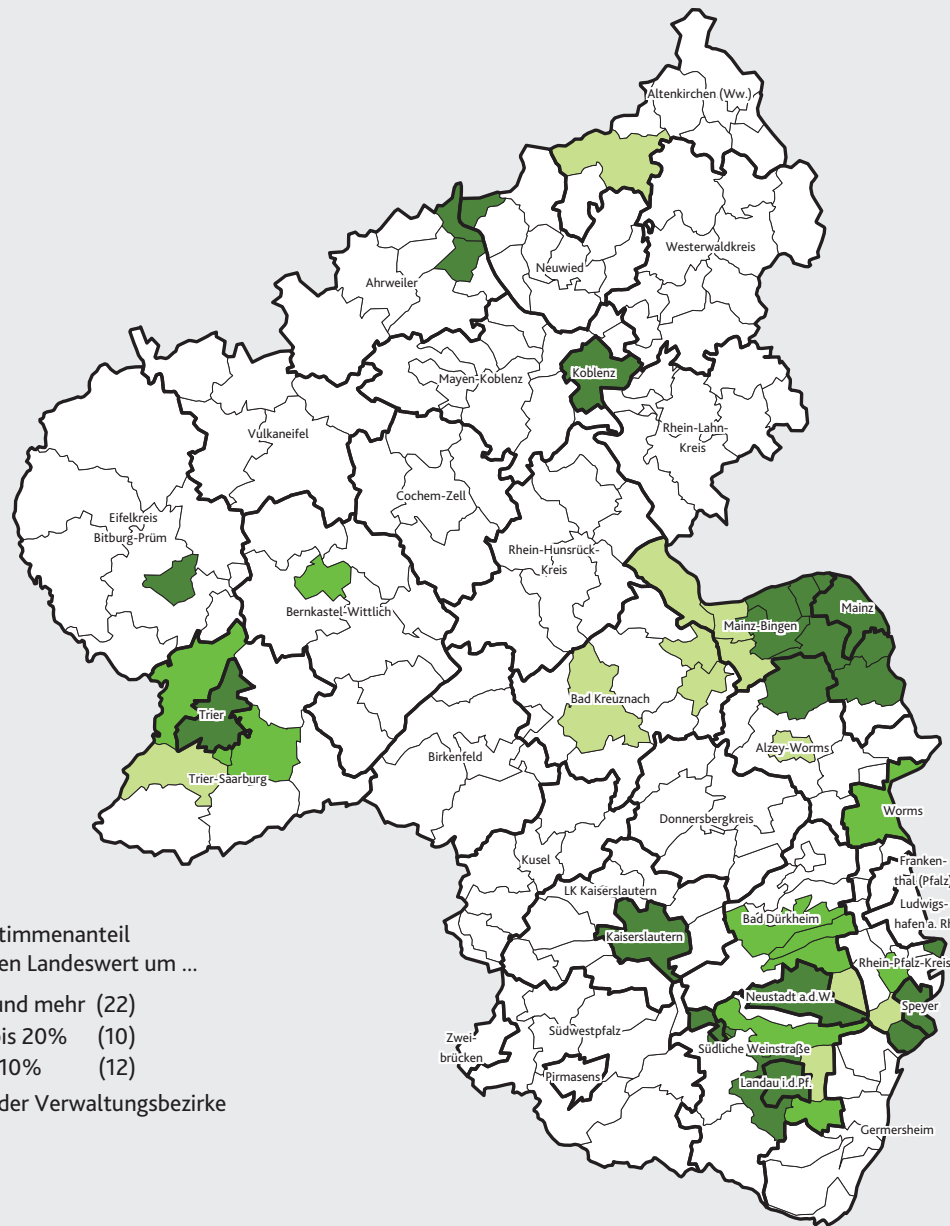 Altenkirchen (Ww.)
Westerwaldkreis
Neuwied
Ahrweiler
Koblenz
Mayen-Koblenz
Rhein-Lahn-
Kreis
Vulkaneifel
Cochem-Zell
Eifelkreis
Bitburg-Prüm
Rhein-Hunsrück-
Kreis
Bernkastel-Wittlich
Mainz
Mainz-Bingen
Bad Kreuznach
Trier
Alzey-Worms
Birkenfeld
Trier-Saarburg
Worms
Donnersbergkreis
Kusel
Franken-
thal (Pfalz)
LK Kaiserslautern
Ludwigs-
hafen a. Rh
Bad Dürkheim
Kaiserslautern
Rhein-Pfalz-Kreis
Neustadt a.d.W.
Speyer
Südwestpfalz
Zwei-
brücken
Südliche Weinstraße
Pirmasens
Landau i.d.Pf.
Germersheim
timmenanteil
en Landeswert um ...
und mehr (22)
is 20% (10)
10% (12)
der Verwaltungsbezirke